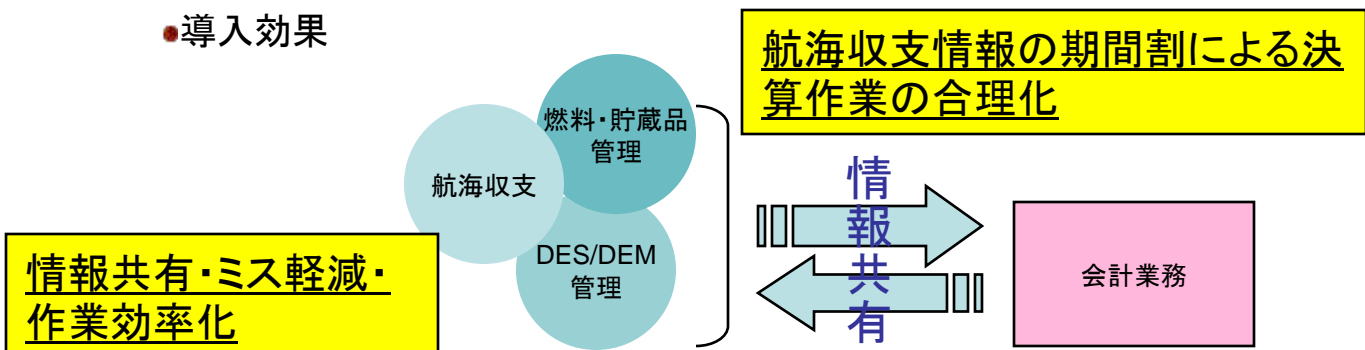 ●導入効果
航海収支情報の期間割による決
算作業の合理化
燃料・貯蔵品
管理
航海収支
DES/DEM
管理
情報共有・ミス軽減・
作業効率化
情
報
共
有
会計業務